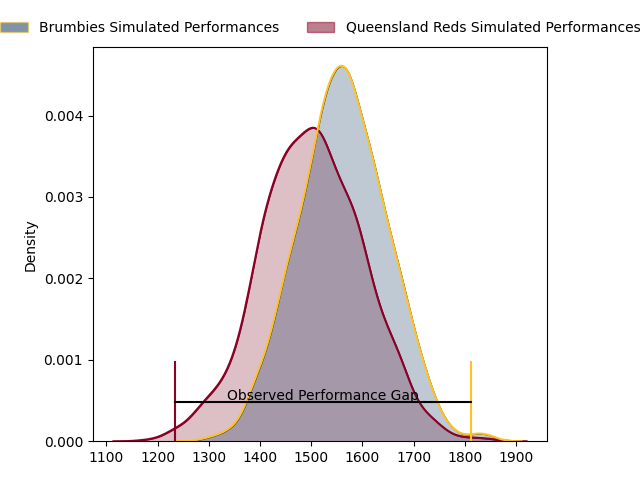 Brumbies Simulated Performances Queensland Reds Simulated Performances
0.004
0.003
Density
0.002
0.001
Observed Performance Gap
0.000
1100 1200 1300 1400 1500 1600 1700 1800 1900